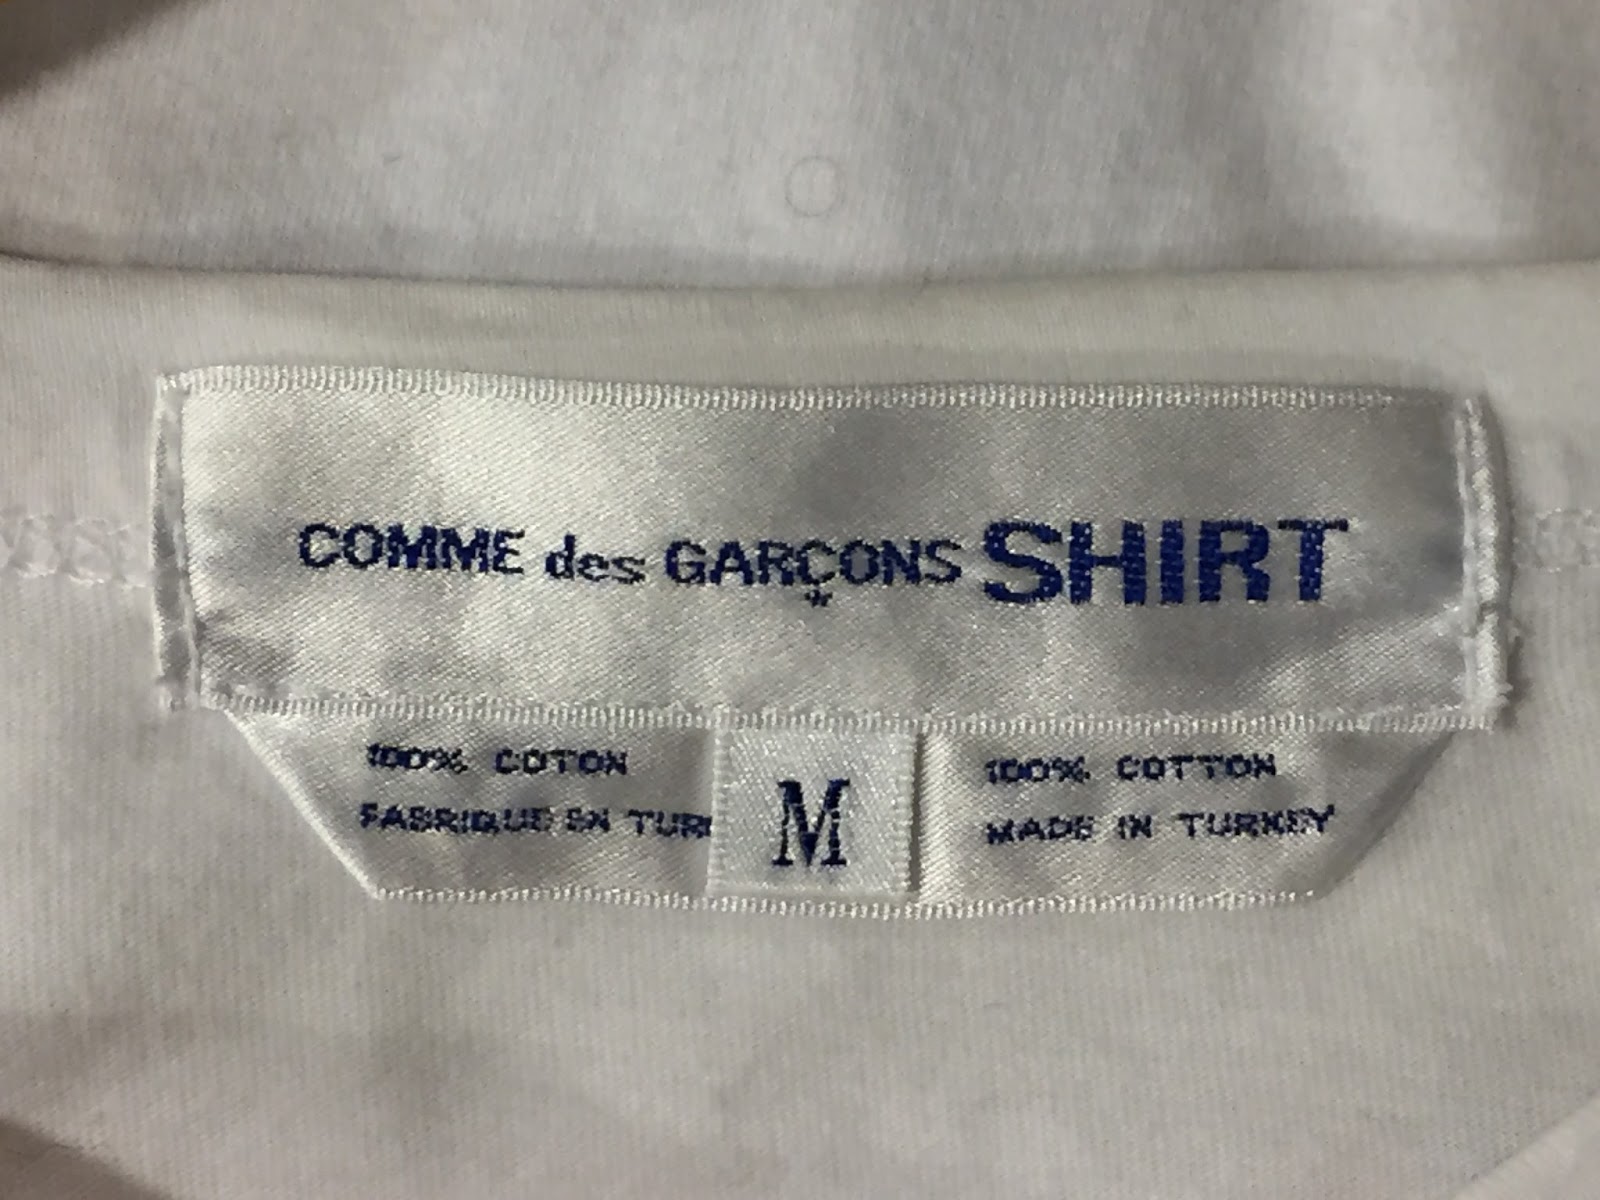 COMME des GARÇONS SHIRT
100% COTON
FABRIQUE EN TUR
M
100% COTTON
MADE IN TURKEY